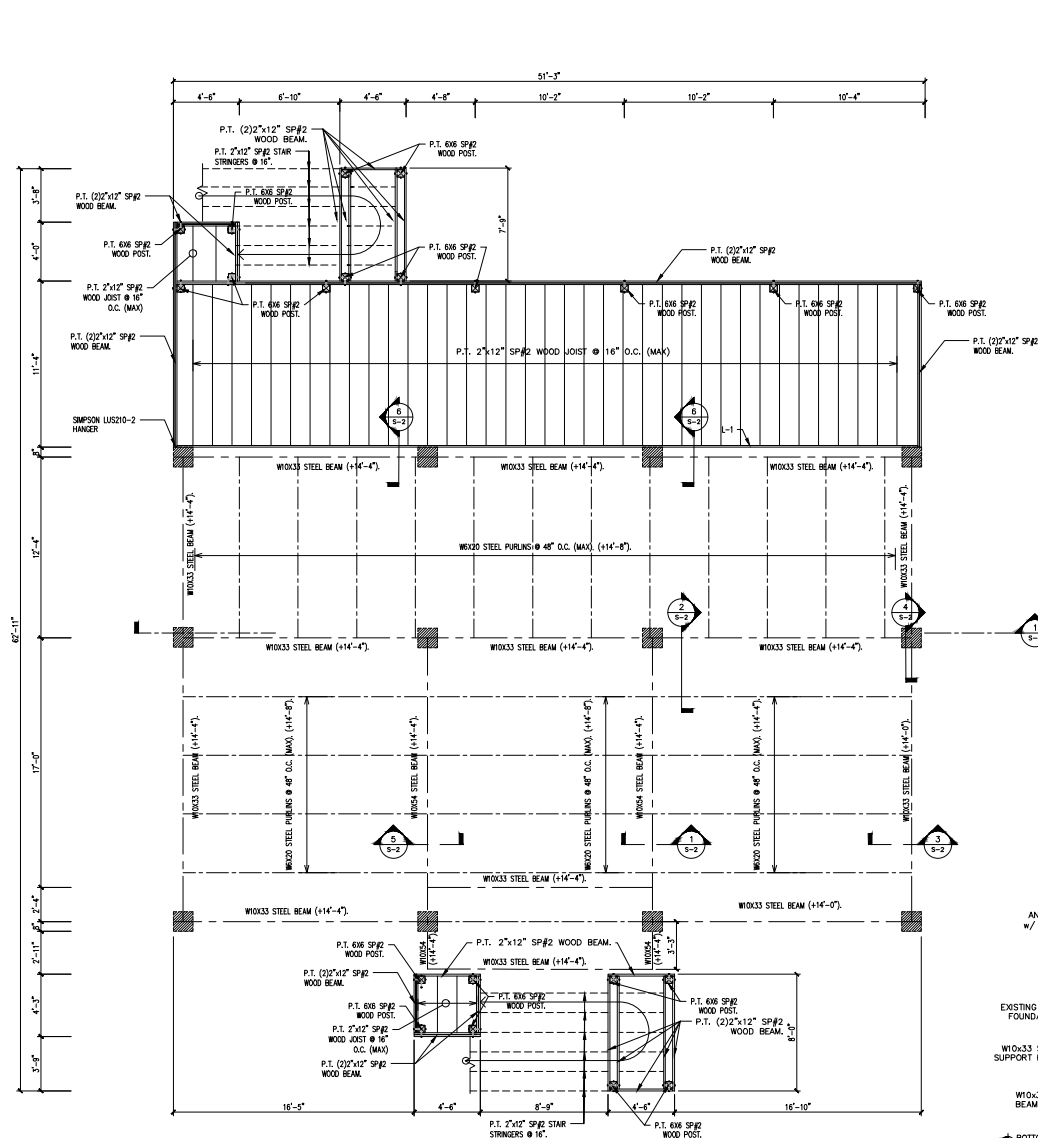 51'-3"
4'-6"
6'-10"
4'-6"
4'-8"
10'-2"
10'-2"
10'-4"
P.T. (2)2"x12" SP#2
WOOD BEAM.
P.T. 2"x12" SP#2 STAIR
STRINGERS @ 16".
P.T. 6X6 SP#2
WOOD POST.
P.T. (2)2"x12" SP#2
WOOD BEAM.
P.T. 6X6 SP#2
WOOD POST.
3'-8"
7'-9"
P.T. 6X6 SP#2
WOOD POST.
P.T. 6X6 SP#2
WOOD POST.
P.T. (2)2"x12" SP#2
WOOD BEAM.
4'-0"
P.T. 2"x12" SP#2
WOOD JOIST @ 16"
O.C. (MAX)
P.T. 6X6 SP#2
WOOD POST.
P.T. 6X6 SP#2
WOOD POST.
P.T. 6X6 SP#2
WOOD POST.
P.T. 6X6 SP#2
WOOD POST.
P.T. (2)2"x12" SP#2
WOOD BEAM.
P.T. 2"x12" SP#2 WOOD JOIST @ 16" O.C. (MAX)
P.T. (2)2"x12" SP#2
WOOD BEAM.
11'-4"
SIMPSON LUS210-2
HANGER
6
S-2
6
S-2
L-1
8"
W10X33 STEEL BEAM (+14'-4").
W10X33 STEEL BEAM (+14'-4").
W10X33 STEEL BEAM (+14'-4").
W10X33 STEEL BEAM (+14'-4").
W6X20 STEEL PURLINS @ 48" O.C. (MAX). (+14'-8").
W10X33 STEEL BEAM (+14'-4").
12'-4"
62'-11"
2
S-2
4
S-2
1
S-
W10X33 STEEL BEAM (+14'-4").
W10X33 STEEL BEAM (+14'-4").
W10X33 STEEL BEAM (+14'-4").
17'-0"
W10X33 STEEL BEAM (+14'-4").
W6X20 STEEL PURLINS @ 48" O.C. (MAX). (+14'-8").
W10X54 STEEL BEAM (+14'-4").
W6X20 STEEL PURLINS @ 48" O.C. (MAX). (+14'-8").
W10X54 STEEL BEAM (+14'-4").
W6X20 STEEL PURLINS @ 48" O.C. (MAX). (+14'-4").
W10X33 STEEL BEAM (+14'-0").
5
S-2
1
S-2
3
S-2
W10X33 STEEL BEAM (+14'-4").
2'-4"
W10X33 STEEL BEAM (+14'-4").
W10X33 STEEL BEAM (+14'-0").
8"
AN
w/
2'-11"
W10X54
(+14'-4").
W10X54
(+14'-4").
3'-3"
P.T. 6X6 SP#2
WOOD POST.
P.T. 2"x12" SP#2 WOOD BEAM.
W10X33 STEEL BEAM (+14'-4").
P.T. (2)2"x12" SP#2
WOOD BEAM.
4'-3"
P.T. 6X6 SP#2
WOOD POST.
P.T. 6X6 SP#2
WOOD POST.
P.T. 6X6 SP#2
WOOD POST.
EXISTING
FOUNDA
P.T. 2"x12" SP#2
WOOD JOIST @ 16"
O.C. (MAX)
P.T. (2)2"x12" SP#2
WOOD BEAM.
8'-0"
P.T. (2)2"x12" SP#2
WOOD BEAM.
3'-9"
W10x33 S
SUPPORT
W10x3
BEAM
16'-5"
4'-6"
8'-9"
4'-6"
16'-10"
P.T. 2"x12" SP#2 STAIR
STRINGERS @ 16".
P.T. 6X6 SP#2
WOOD POST.
BOTTO